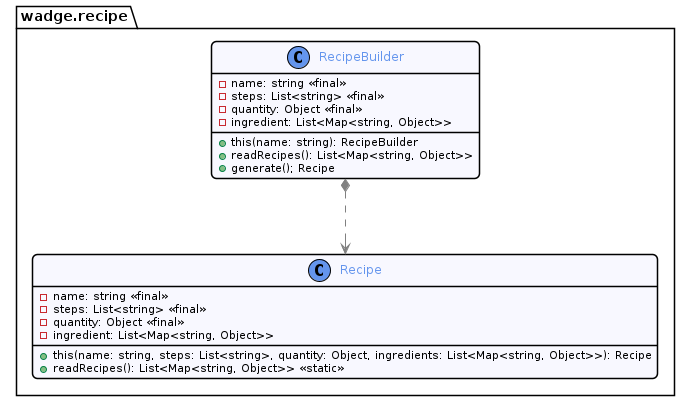 wadge.recipe
C RecipeBuilder
name: string «final»
steps: List<string> «final»
quantity: Object «final»
ingredient: List<Map<string, Object>>
this(name: string): RecipeBuilder
readRecipes(): List<Map<string, Object>>
generate(); Recipe
C Recipe
name: string «final»
steps: List<string> «final»
quantity: Object «final»
ingredient: List<Map<string, Object>>
this(name: string, steps: List<string>, quantity: Object, ingredients: List<Map<string, Object>>): Recipe
readRecipes(): List<Map<string, Object>> «static»